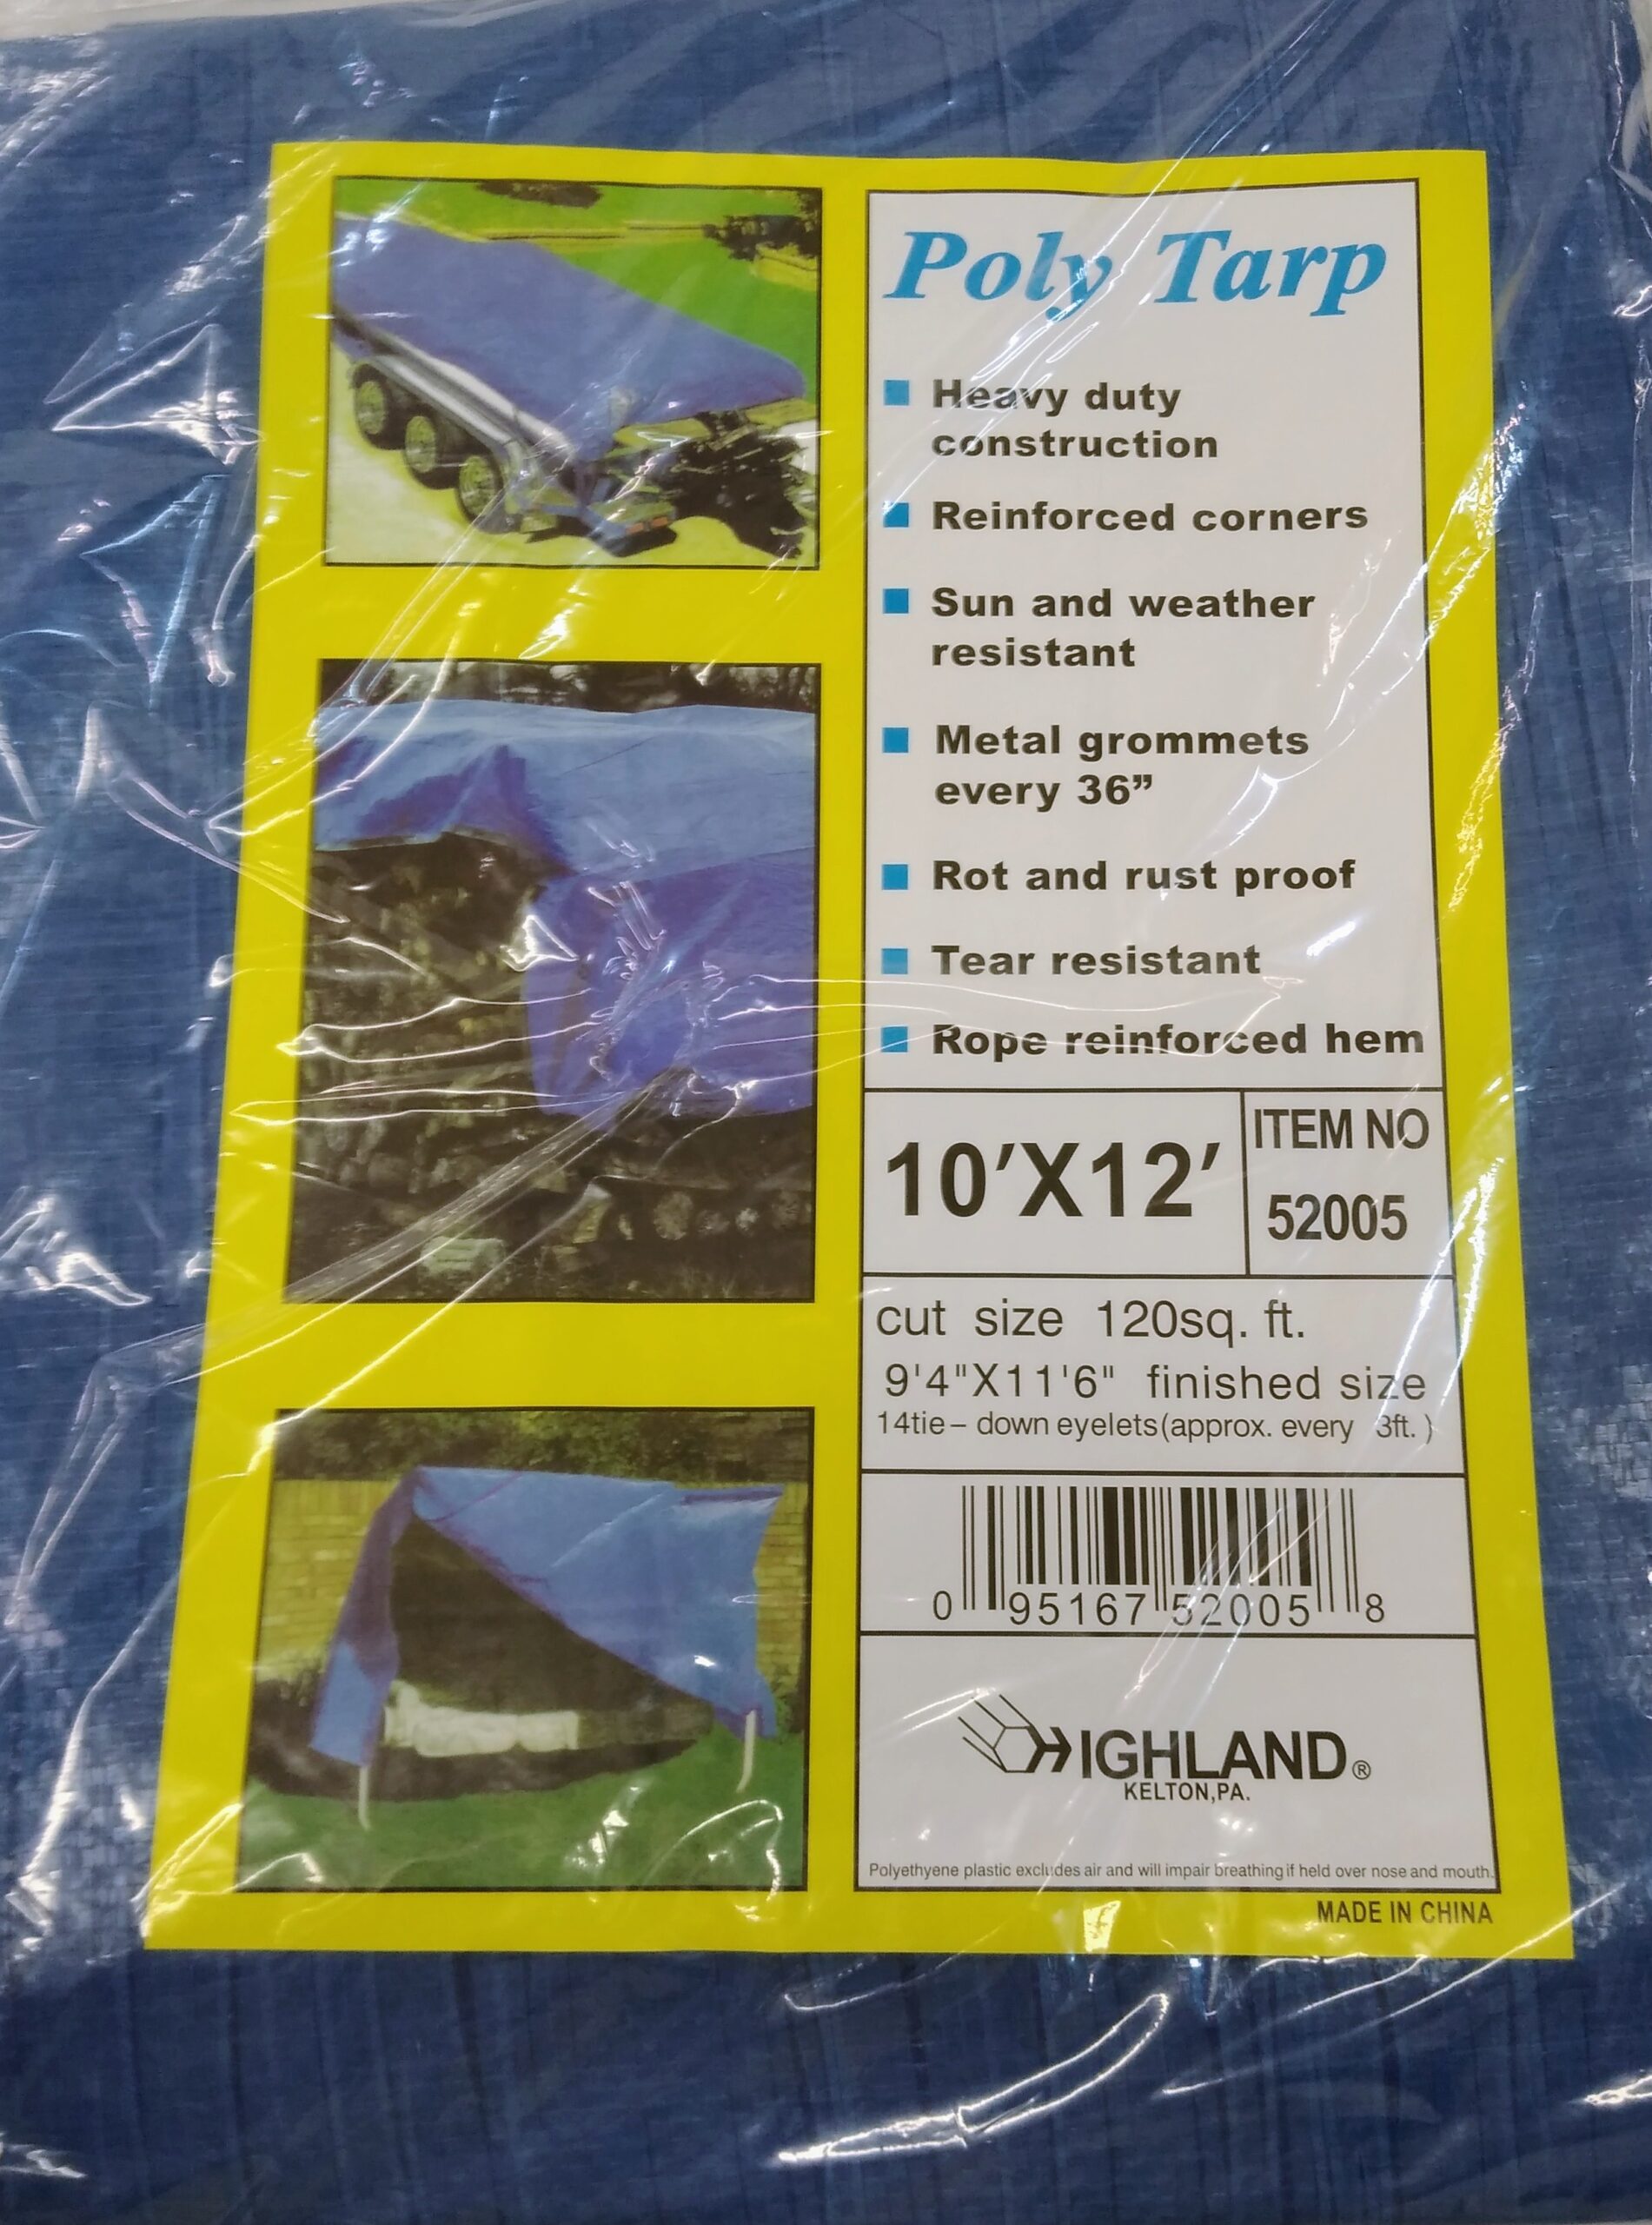 Poly Tarp
Heavy duty
construction
Reinforced corners
Sun and weather
resistant
Metal grommets
every 36”
Rot and rust proof
Tear resistant
Rope reinforced hem
10′X12′
ITEM NO
52005
cut size 120sq. ft.
9'4"X11'6" finished size
14tie– down eyelets(approx. every 3ft. )
0 95167 52005 8
HIGHLAND®
KELTON,PA.
Polyethyene plastic excludes air and will impair breathing if held over nose and mouth.
MADE IN CHINA